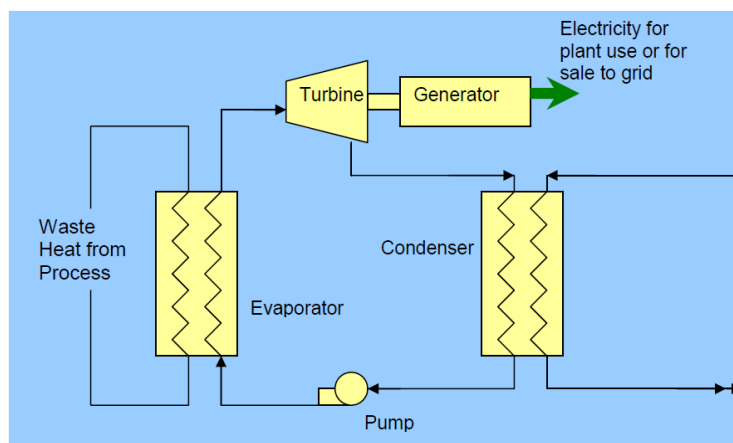 Electricity for
plant use or for
sale to grid
Turbine
Generator
Waste
Heat from
Process
Condenser
Evaporator
Pump